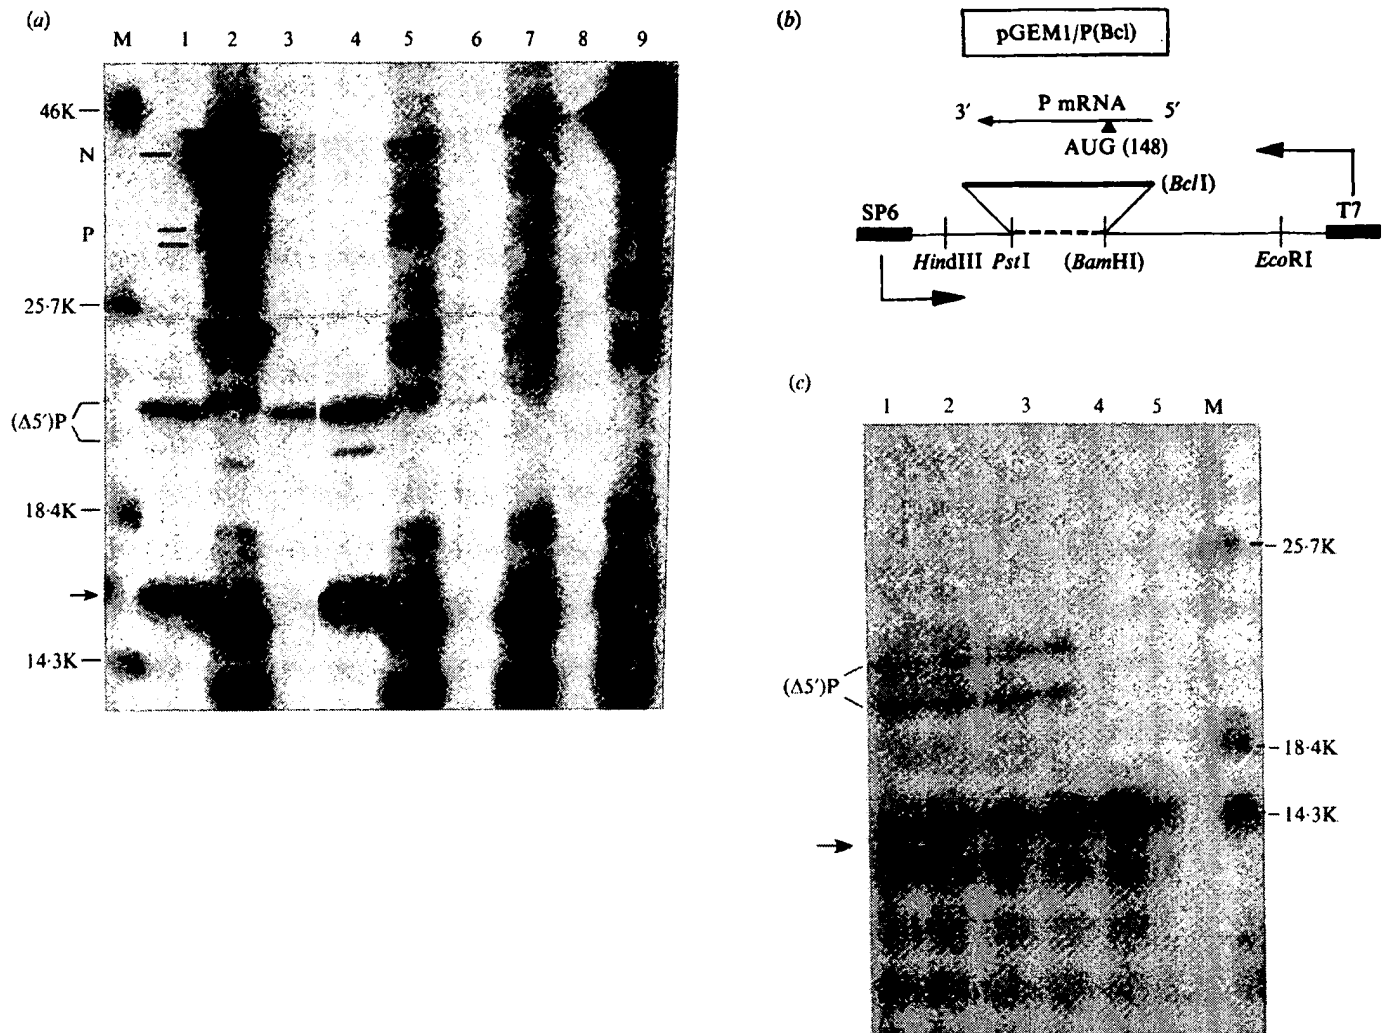 (a)
M 1 2 3 4 5 6 7 8 9
46K
N
P
25·7K
(Δ5′)P
18·4K
14·3K
(b)
pGEM1/P(Bcl)
3′ P mRNA 5′
AUG (148)
(BclI)
SP6 T7
HindIII PstI (BamHI) EcoRI
(c)
1 2 3 4 5 M
25·7K
(Δ5′)P
18·4K
14·3K